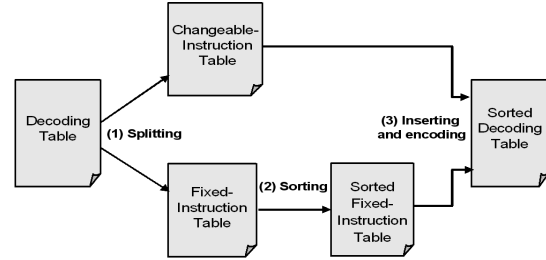 Changeable-
Instruction
Table
Decoding
Table
(1) Splitting
(3) Inserting
and encoding
Sorted
Decoding
Table
Fixed-
Instruction
Table
(2) Sorting
Sorted
Fixed-
Instruction
Table